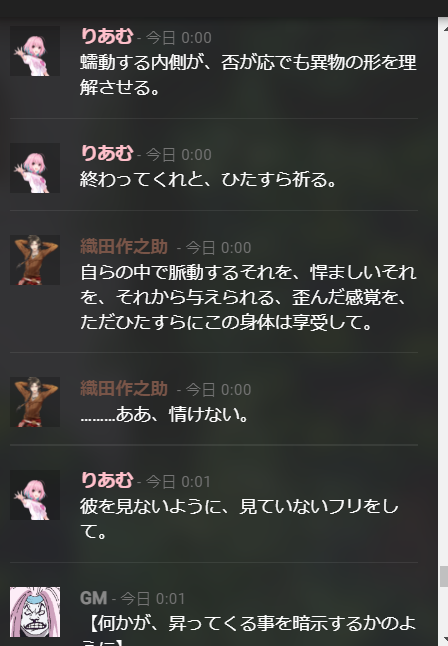 りあむ - 今日 0:00
蠕動する内側が、否が応でも異物の形を理
解させる。
りあむ - 今日 0:00
終わってくれと、ひたすら祈る。
織田作之助 - 今日 0:00
自らの中で脈動するそれを、悍ましいそれ
を、それから与えられる、歪んだ感覚を、
ただひたすらにこの身体は享受して。
織田作之助 - 今日 0:00
………ああ、情けない。
りあむ - 今日 0:01
彼を見ないように、見ていないフリをし
て。
GM - 今日 0:01
【何かが、昇ってくる事を暗示するかのよ
うに】